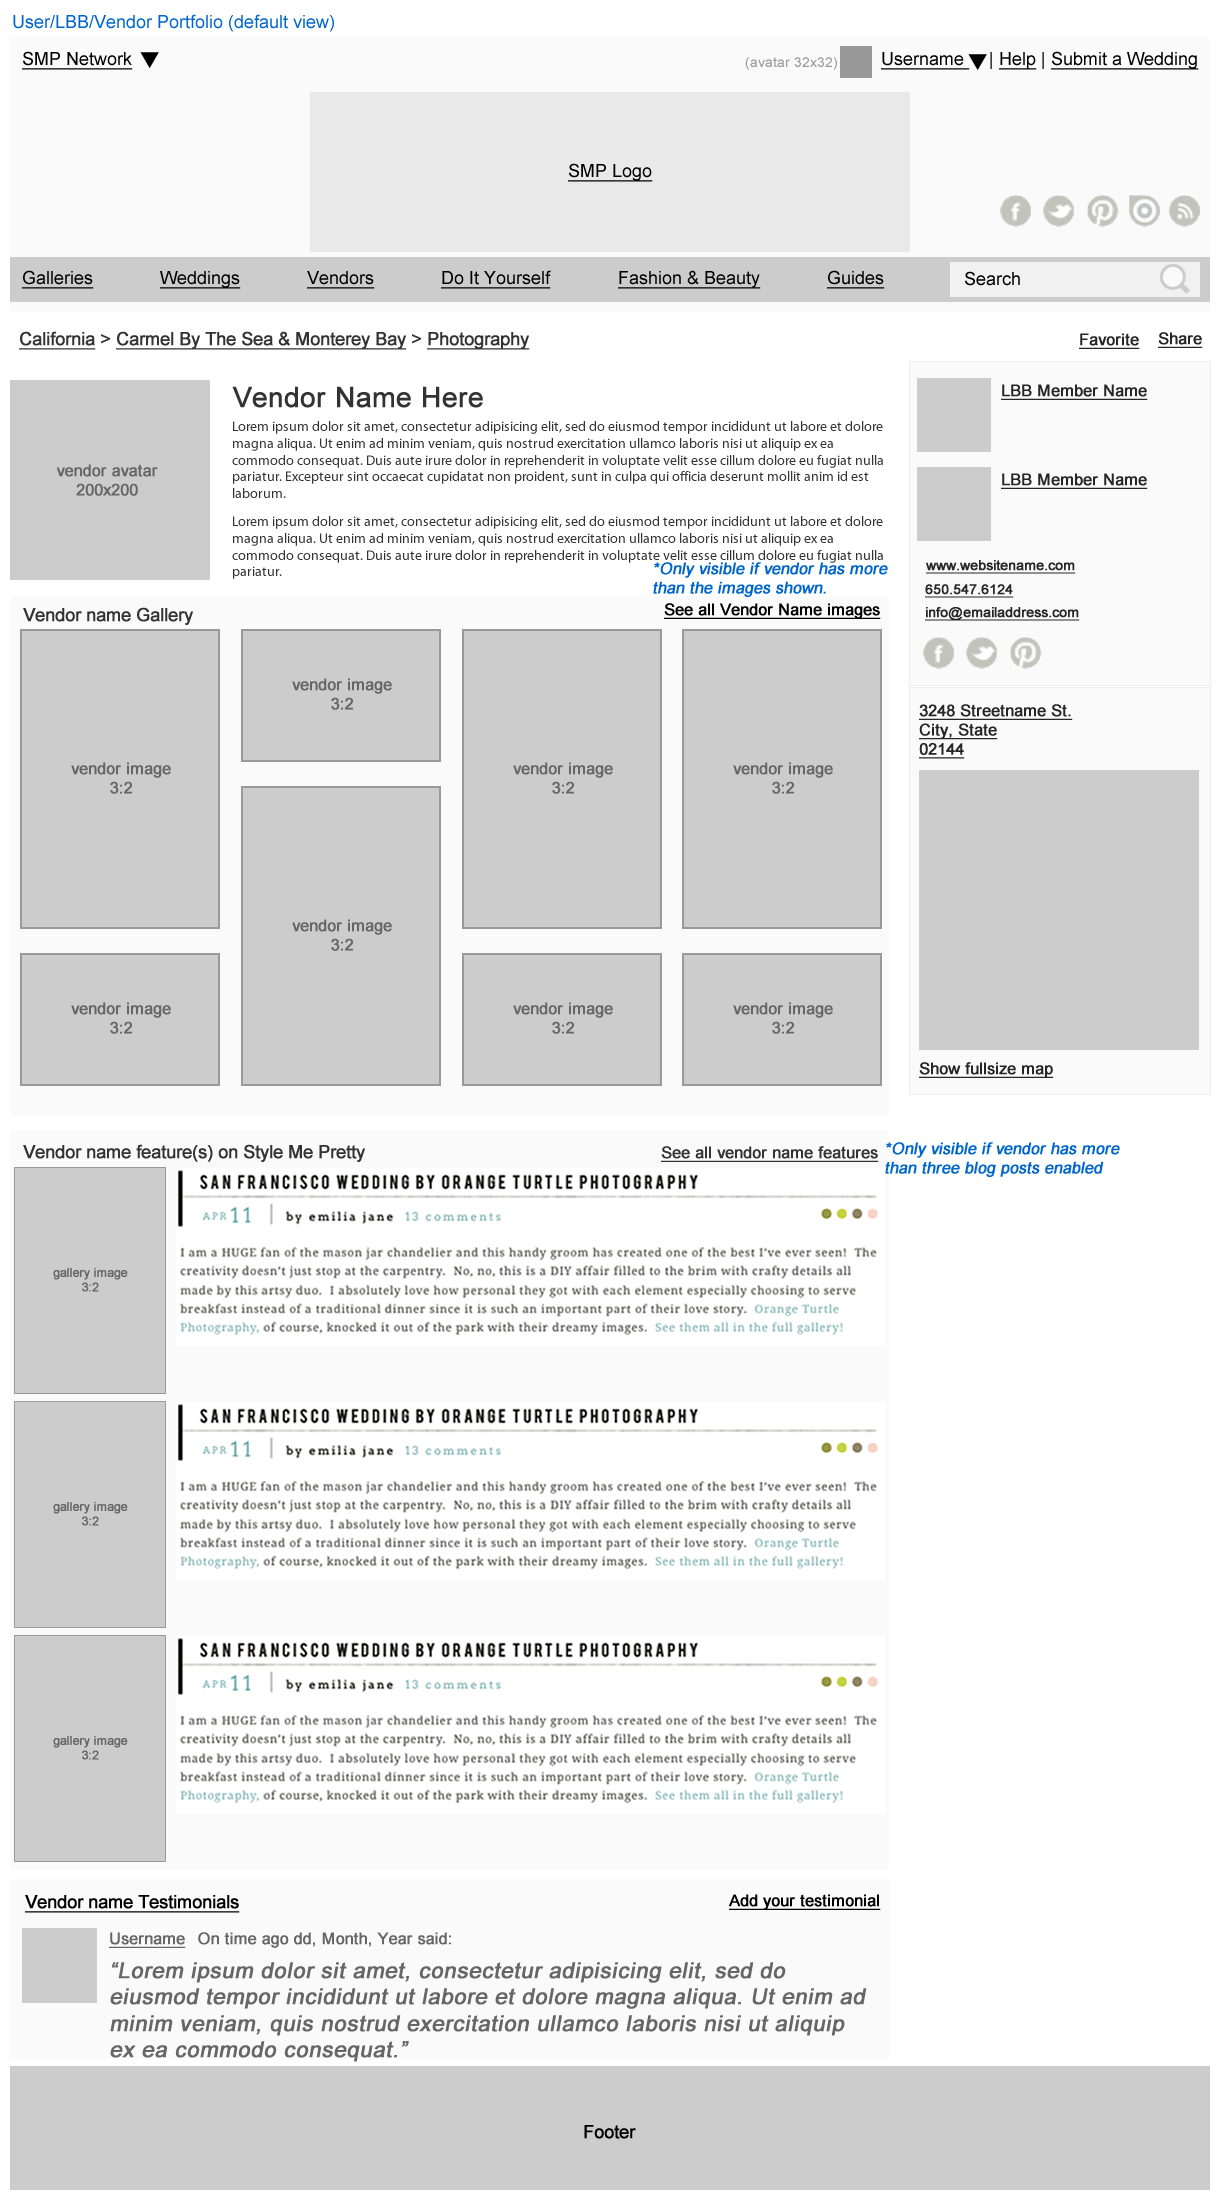 User/LBB/Vendor Portfolio (default view)
SMP Network
(avatar 32x32)
Username | Help | Submit a Wedding
SMP Logo
Galleries
Weddings
Vendors
Do It Yourself
Fashion & Beauty
Guides
Search
California > Carmel By The Sea & Monterey Bay > Photography
Favorite
Share
vendor avatar
200x200
Vendor Name Here
Lorem ipsum dolor sit amet, consectetur adipisicing elit, sed do eiusmod tempor incididunt ut labore et dolore
magna aliqua. Ut enim ad minim veniam, quis nostrud exercitation ullamco laboris nisi ut aliquip ex ea
commodo consequat. Duis aute irure dolor in reprehenderit in voluptate velit esse cillum dolore eu fugiat nulla
pariatur. Excepteur sint occaecat cupidatat non proident, sunt in culpa qui officia deserunt mollit anim id est
laborum.
Lorem ipsum dolor sit amet, consectetur adipisicing elit, sed do eiusmod tempor incididunt ut labore et dolore
magna aliqua. Ut enim ad minim veniam, quis nostrud exercitation ullamco laboris nisi ut aliquip ex ea
commodo consequat. Duis aute irure dolor in reprehenderit in voluptate velit esse cillum dolore eu fugiat nulla
pariatur.
*Only visible if vendor has more
than the images shown.
LBB Member Name
LBB Member Name
www.websitename.com
650.547.6124
info@emailaddress.com
3248 Streetname St.
City, State
02144
Show fullsize map
Vendor name Gallery
See all Vendor Name images
vendor image
3:2
vendor image
3:2
vendor image
3:2
vendor image
3:2
vendor image
3:2
vendor image
3:2
vendor image
3:2
vendor image
3:2
Vendor name feature(s) on Style Me Pretty
See all vendor name features
*Only visible if vendor has more
than three blog posts enabled
gallery image
3:2
SAN FRANCISCO WEDDING BY ORANGE TURTLE PHOTOGRAPHY
APR 11 | by emilia jane 13 comments
I am a HUGE fan of the mason jar chandelier and this handy groom has created one of the best I've ever seen! The
creativity doesn't just stop at the carpentry. No, no, this is a DIY affair filled to the brim with crafty details all
made by this artsy duo. I absolutely love how personal they got with each element especially choosing to serve
breakfast instead of a traditional dinner since it is such an important part of their love story. Orange Turtle
Photography, of course, knocked it out of the park with their dreamy images. See them all in the full gallery!
gallery image
3:2
SAN FRANCISCO WEDDING BY ORANGE TURTLE PHOTOGRAPHY
APR 11 | by emilia jane 13 comments
I am a HUGE fan of the mason jar chandelier and this handy groom has created one of the best I've ever seen! The
creativity doesn't just stop at the carpentry. No, no, this is a DIY affair filled to the brim with crafty details all
made by this artsy duo. I absolutely love how personal they got with each element especially choosing to serve
breakfast instead of a traditional dinner since it is such an important part of their love story. Orange Turtle
Photography, of course, knocked it out of the park with their dreamy images. See them all in the full gallery!
gallery image
3:2
SAN FRANCISCO WEDDING BY ORANGE TURTLE PHOTOGRAPHY
APR 11 | by emilia jane 13 comments
I am a HUGE fan of the mason jar chandelier and this handy groom has created one of the best I've ever seen! The
creativity doesn't just stop at the carpentry. No, no, this is a DIY affair filled to the brim with crafty details all
made by this artsy duo. I absolutely love how personal they got with each element especially choosing to serve
breakfast instead of a traditional dinner since it is such an important part of their love story. Orange Turtle
Photography, of course, knocked it out of the park with their dreamy images. See them all in the full gallery!
Vendor name Testimonials
Add your testimonial
Username On time ago dd, Month, Year said:
“Lorem ipsum dolor sit amet, consectetur adipisicing elit, sed do
eiusmod tempor incididunt ut labore et dolore magna aliqua. Ut enim ad
minim veniam, quis nostrud exercitation ullamco laboris nisi ut aliquip
ex ea commodo consequat.”
Footer